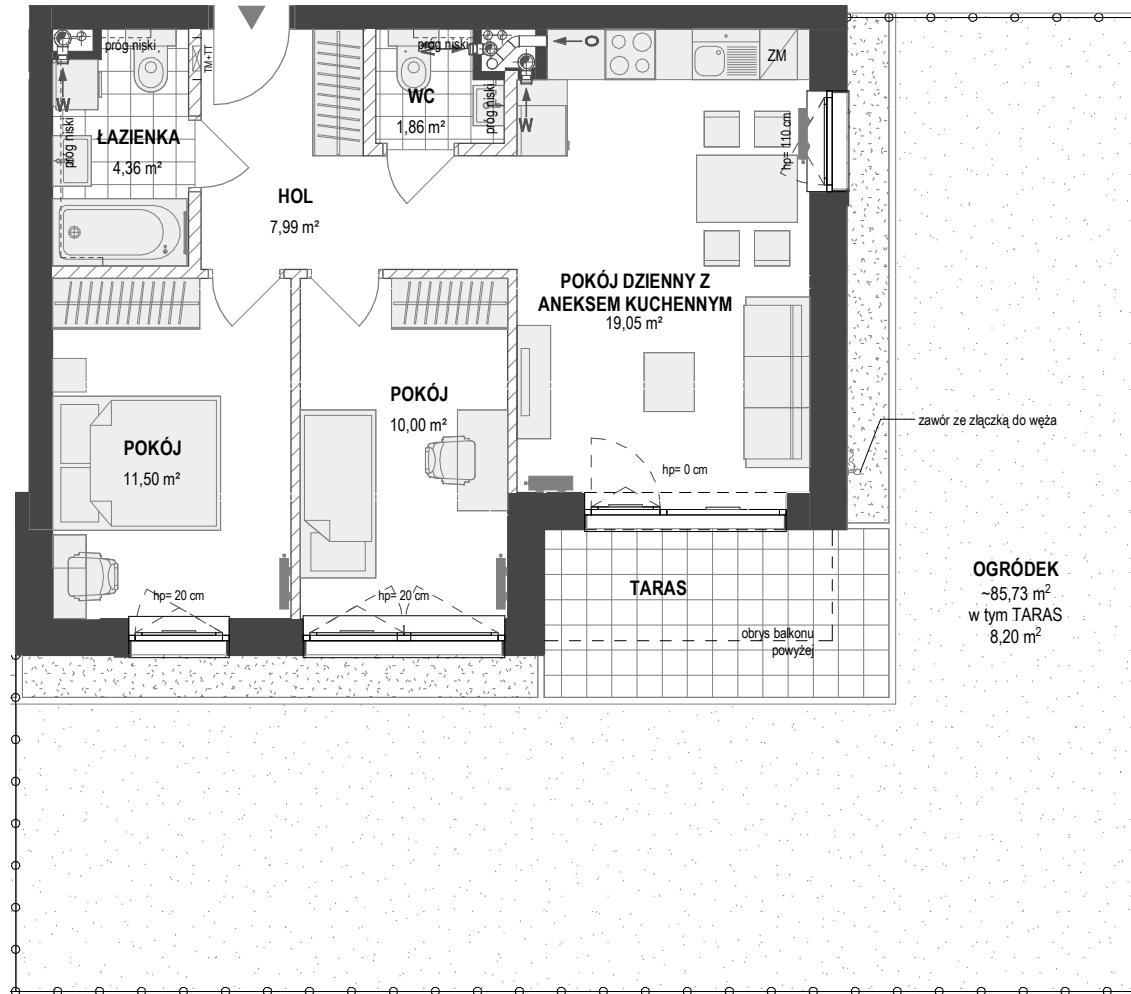 próg niski
TM+TT
próg niski
ZM
WC
1,86 m²
próg niski
W
W
O
ŁAZIENKA
4,36 m²
próg niski
hp= 110 cm
HOL
7,99 m²
POKÓJ DZIENNY Z
ANEKSEM KUCHENNYM
19,05 m²
POKÓJ
10,00 m²
POKÓJ
11,50 m²
zawór ze złączką do węża
hp= 0 cm
hp= 20 cm
hp= 20 cm
TARAS
obrys balkonu
powyżej
OGRÓDEK
~85,73 m²
w tym TARAS
8,20 m²